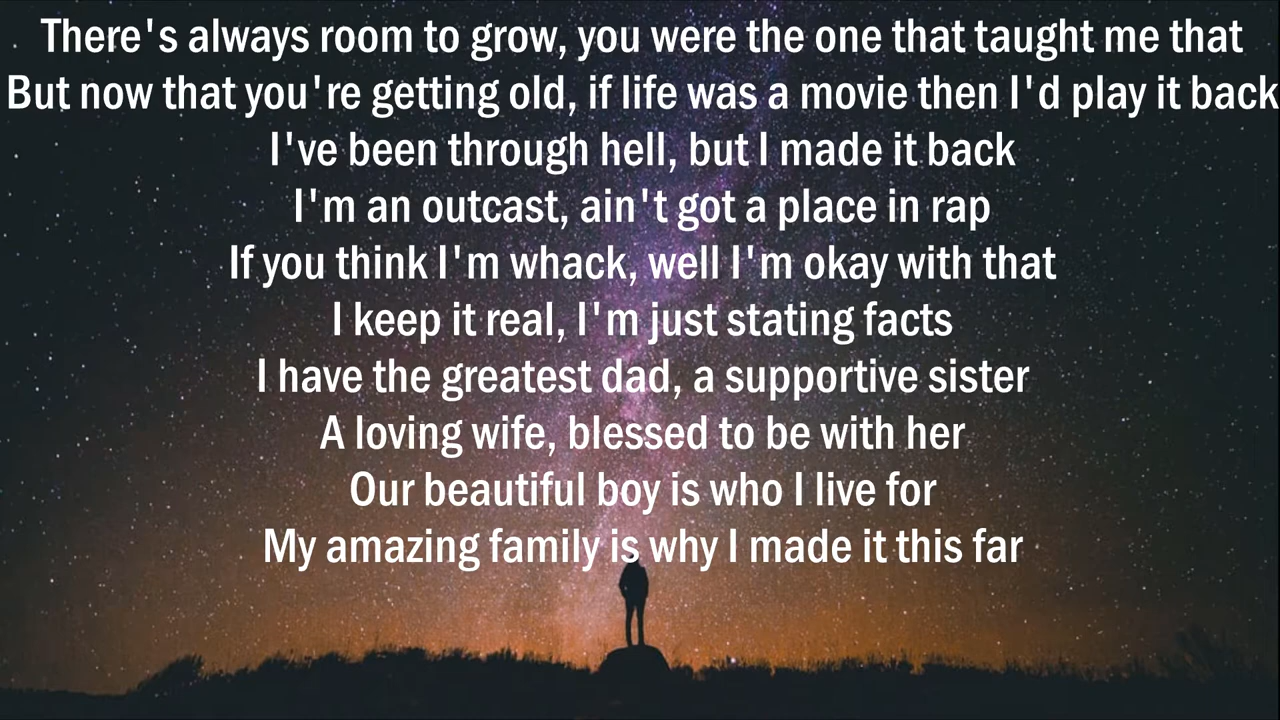 There's always room to grow, you were the one that taught me that
But now that you're getting old, if life was a movie then I'd play it back
I've been through hell, but I made it back
I'm an outcast, ain't got a place in rap
If you think I'm whack, well I'm okay with that
I keep it real, I'm just stating facts
I have the greatest dad, a supportive sister
A loving wife, blessed to be with her
Our beautiful boy is who I live for
My amazing family is why I made it this far